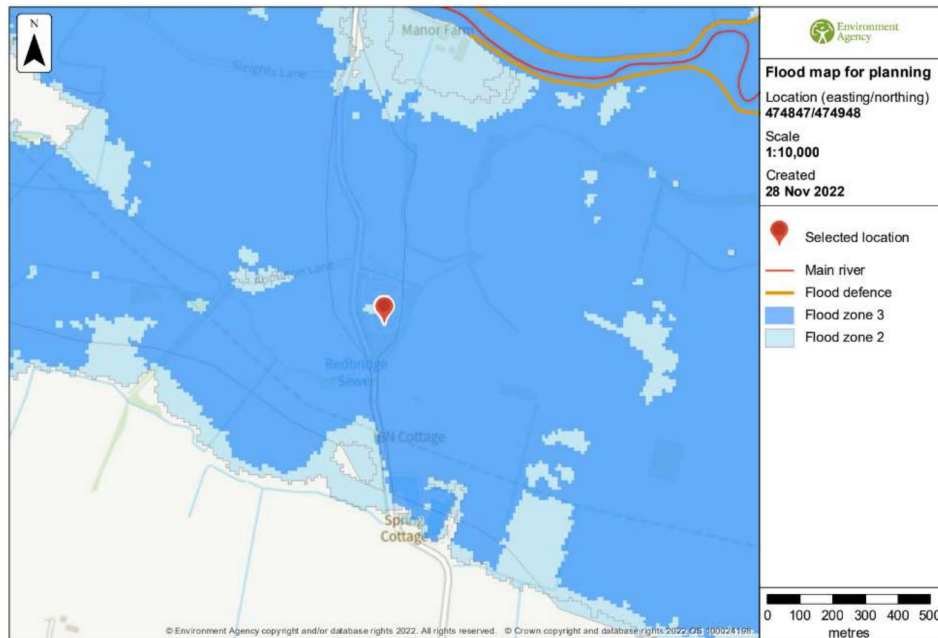 N
Manor Farm
Sleights Lane
Redbridge
Sewer
Spring
Cottage
© Environment Agency copyright and/or database rights 2022. All rights reserved. © Crown copyright and database rights 2022 OS 100024198
Environment
Agency
Flood map for planning
Location (easting/northing)
474847/474948
Scale
1:10,000
Created
28 Nov 2022
Selected location
Main river
Flood defence
Flood zone 3
Flood zone 2
0 100 200 300 400 500
metres